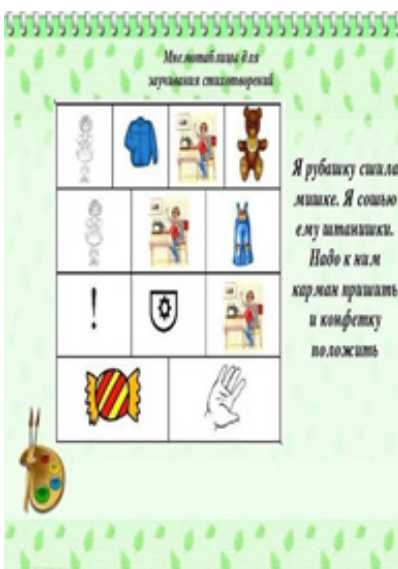 Мнемотаблицы для
заучивания стихотворений
!
Я рубашку сшила
мишке. Я сошью
ему штанишки.
Надо к ним
карман пришить
и конфетку
положить